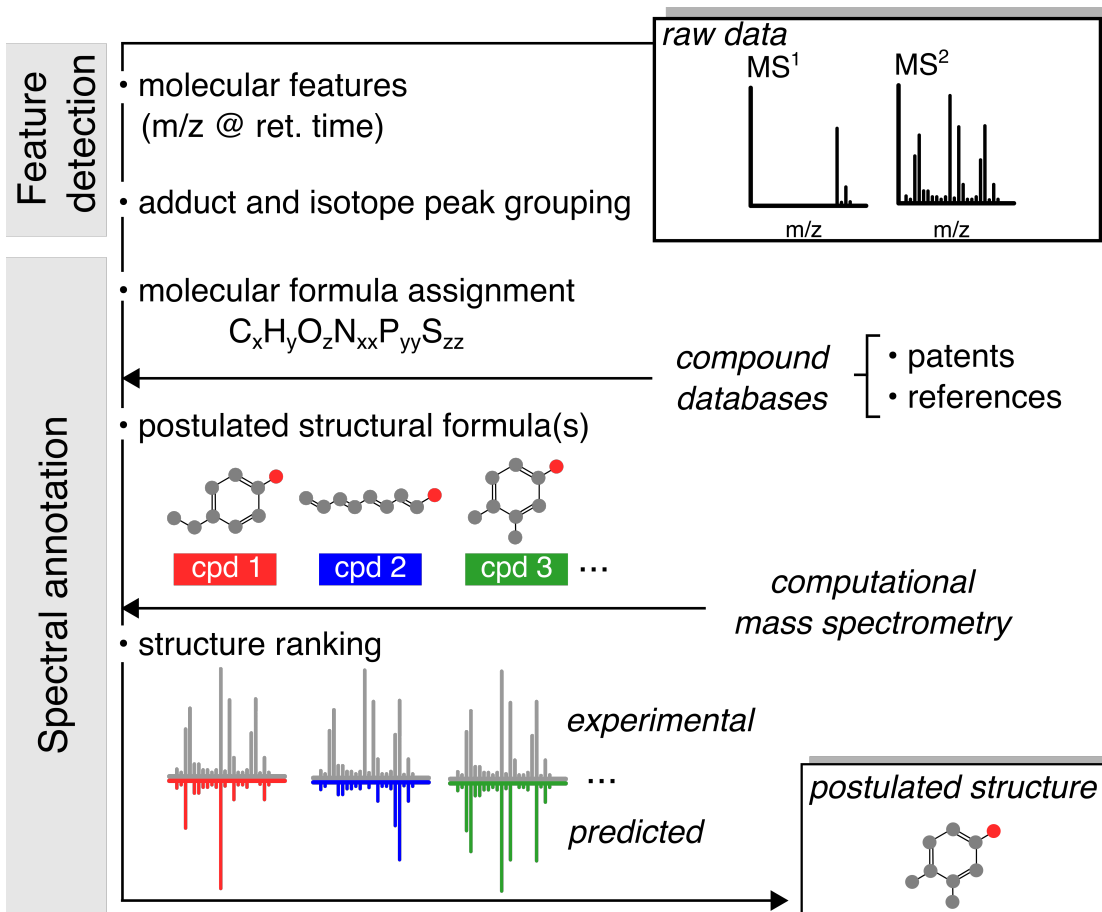 Feature
detection
• molecular features
(m/z @ ret. time)
• adduct and isotope peak grouping
raw data
MS¹
MS²
m/z
m/z
Spectral annotation
• molecular formula assignment
CₓHᵧO_zNₓₓPᵧᵧS_zz
compound
databases
• patents
• references
• postulated structural formula(s)
cpd 1
cpd 2
cpd 3
...
computational
mass spectrometry
• structure ranking
experimental
...
predicted
postulated structure